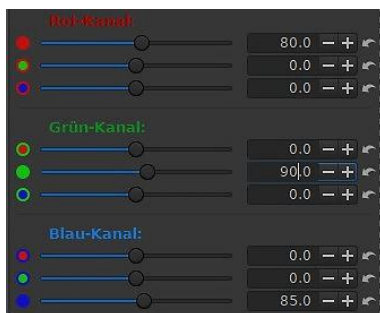 Rot-Kanal:
80.0 − +
0.0 − +
0.0 − +
Grün-Kanal:
0.0 − +
90.0 − +
0.0 − +
Blau-Kanal:
0.0 − +
0.0 − +
85.0 − +